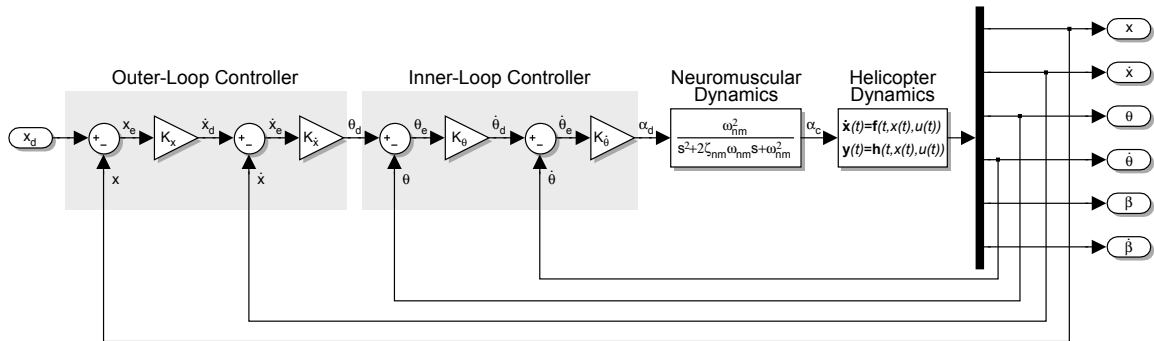 Outer-Loop Controller
Inner-Loop Controller
Neuromuscular
Dynamics
Helicopter
Dynamics
x_d
+
−
x_e
K_x
ẋ_d
+
−
ẋ_e
K_ẋ
θ_d
+
−
θ_e
K_θ
θ̇_d
+
−
θ̇_e
K_θ̇
α_d
ω²_nm
s²+2ζ_nmω_nms+ω²_nm
α_c
ẋ(t)=f(t,x(t),u(t))
y(t)=h(t,x(t),u(t))
x
ẋ
θ
θ̇
x
ẋ
θ
θ̇
β
β̇